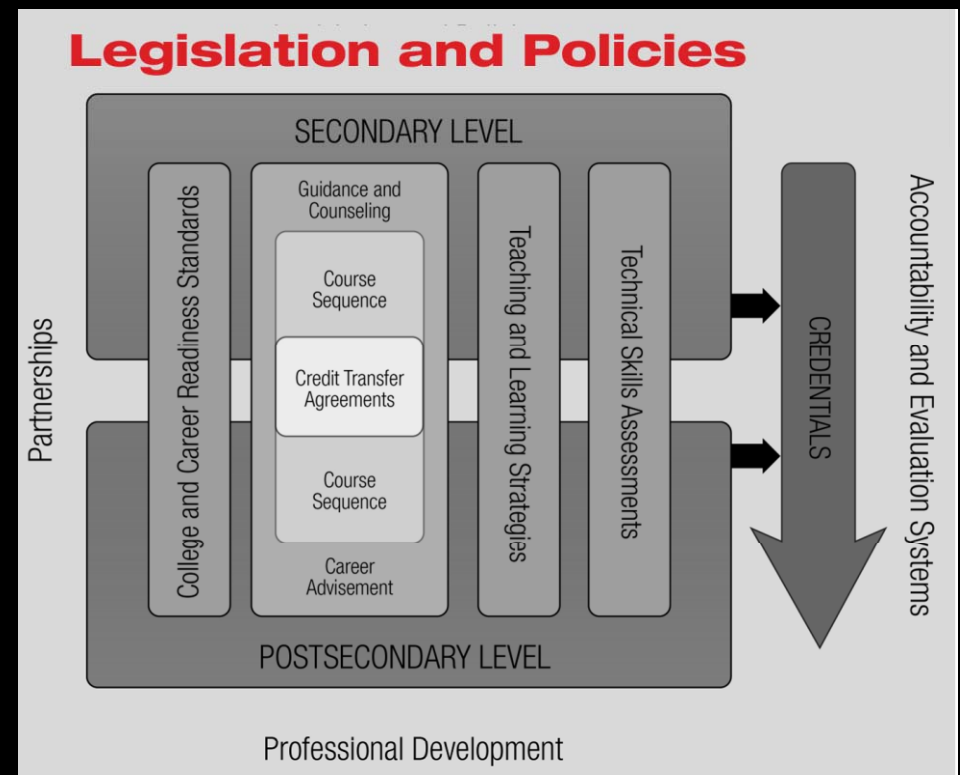 Legislation and Policies
SECONDARY LEVEL
Partnerships
College and Career Readiness Standards
Guidance and
Counseling
Course
Sequence
Credit Transfer
Agreements
Course
Sequence
Career
Advisement
Teaching and Learning Strategies
Technical Skills Assessments
CREDENTIALS
Accountability and Evaluation Systems
POSTSECONDARY LEVEL
Professional Development